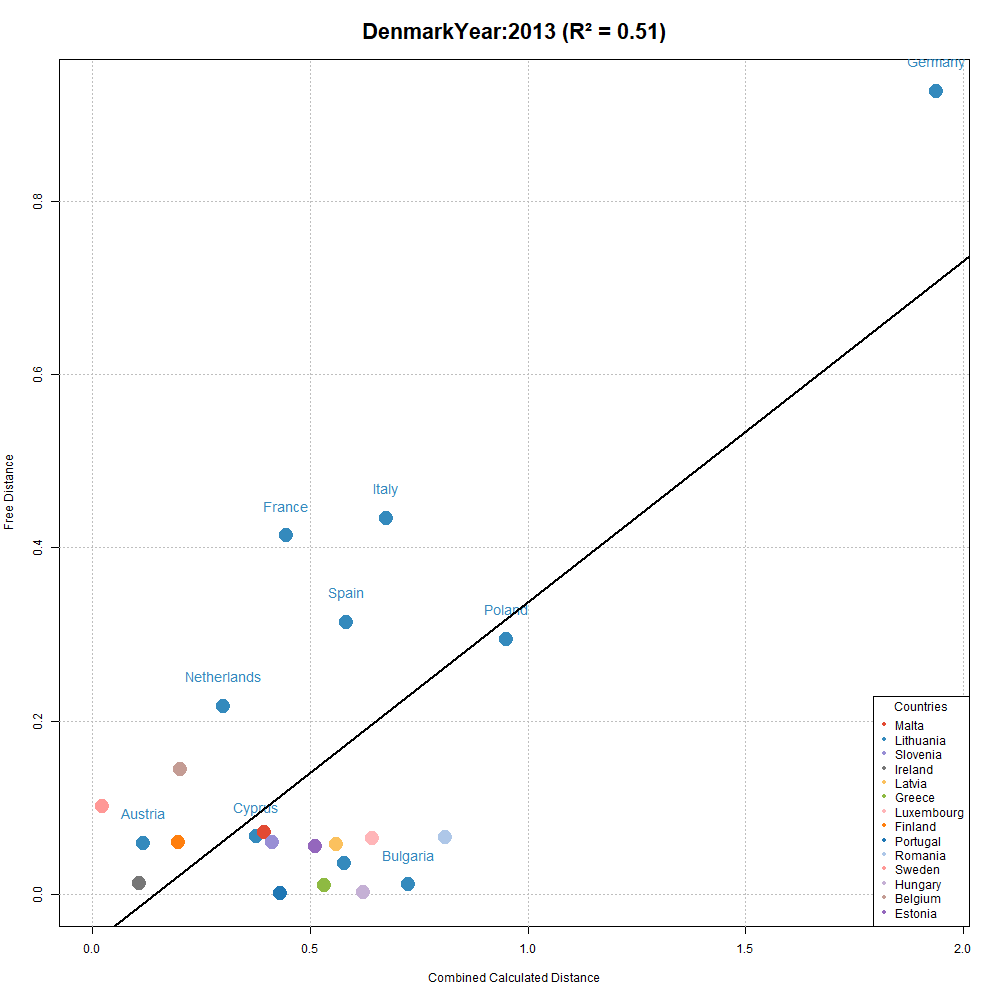 DenmarkYear:2013 (R² = 0.51)
Germany
0.8
0.6
Free Distance
Italy
France
0.4
Spain
Poland
Netherlands
0.2
Countries
Malta
Lithuania
Slovenia
Ireland
Latvia
Greece
Luxembourg
Finland
Portugal
Romania
Sweden
Hungary
Belgium
Estonia
Cyprus
Austria
Bulgaria
0.0
0.0 0.5 1.0 1.5 2.0
Combined Calculated Distance